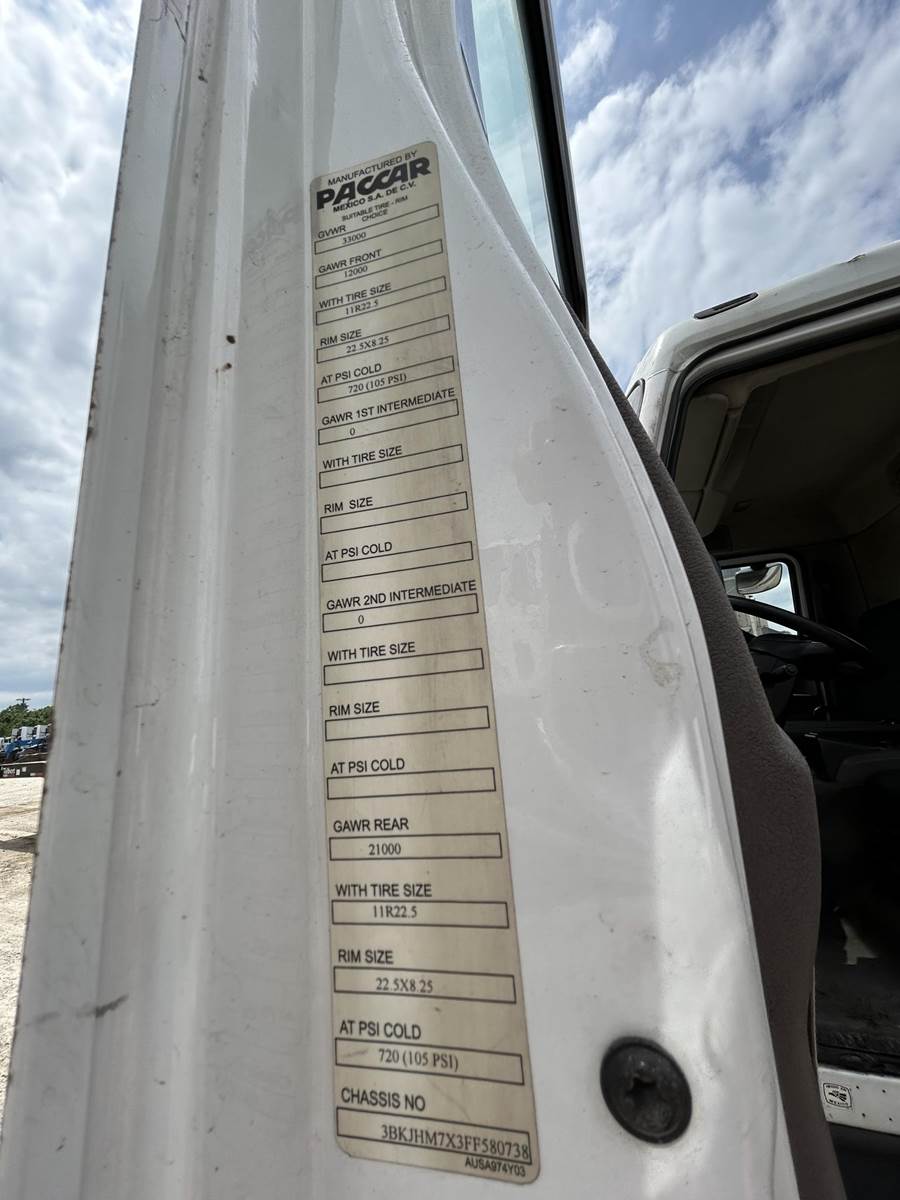 MANUFACTURED BY
PACCAR
MEXICO S.A. DE C.V.
SUITABLE TIRE - RIM
CHOICE
GVWR
33000
GAWR FRONT
12000
WITH TIRE SIZE
11R22.5
RIM SIZE
22.5X8.25
AT PSI COLD
720 (105 PSI)
GAWR 1ST INTERMEDIATE
0
WITH TIRE SIZE
RIM SIZE
AT PSI COLD
GAWR 2ND INTERMEDIATE
0
WITH TIRE SIZE
RIM SIZE
AT PSI COLD
GAWR REAR
21000
WITH TIRE SIZE
11R22.5
RIM SIZE
22.5X8.25
AT PSI COLD
720 (105 PSI)
CHASSIS NO
3BKJHM7X3FF580738
AUSA974Y03